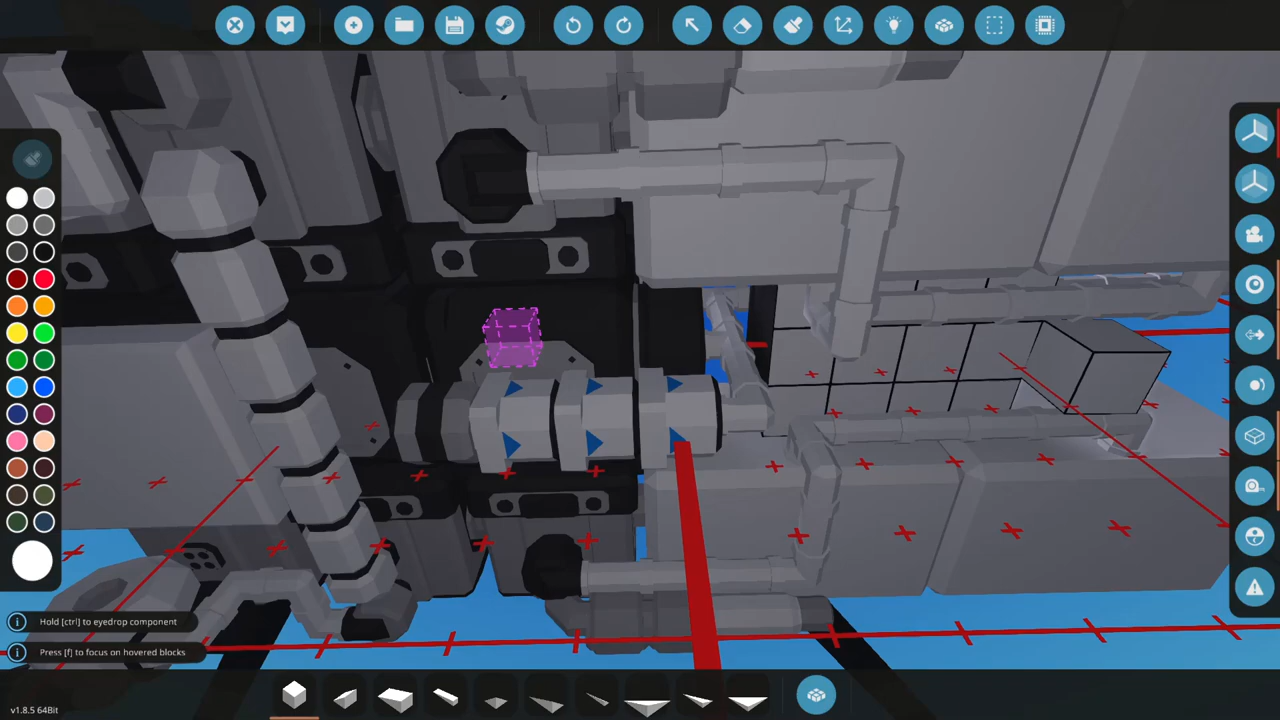 Hold [ctrl] to eyedrop component
Press [f] to focus on hovered blocks
v1.8.5 64Bit